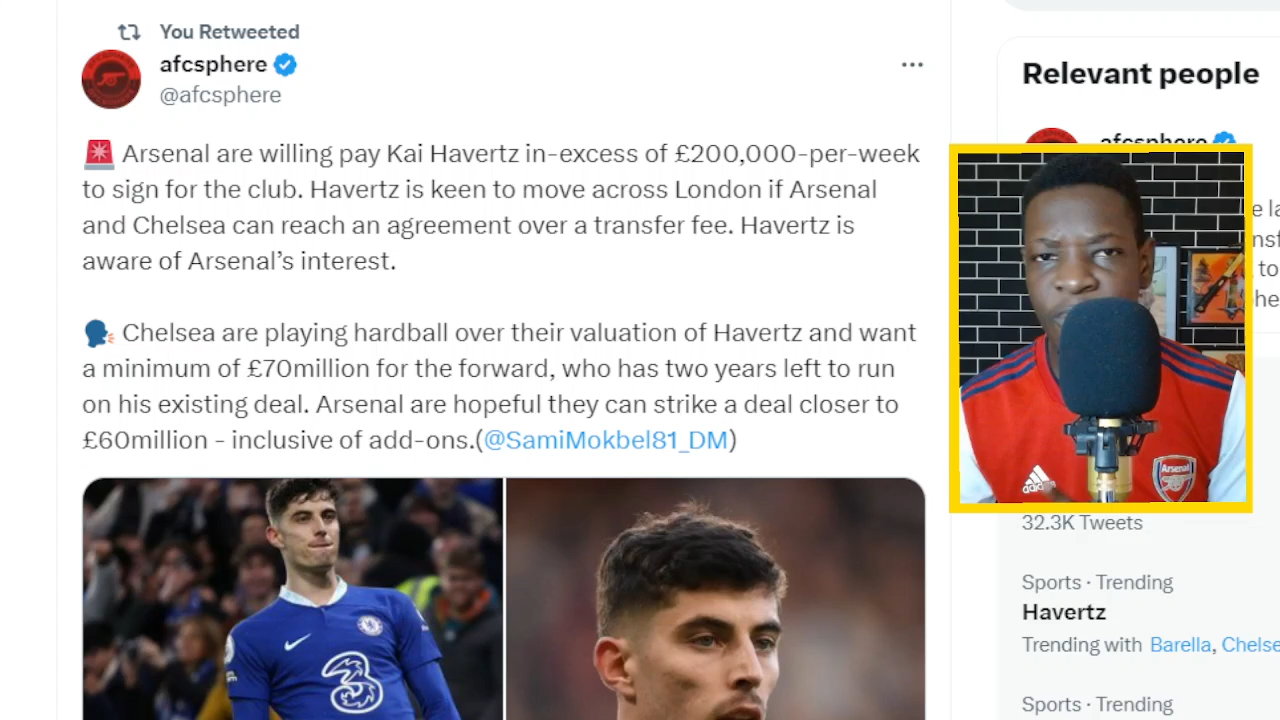 You Retweeted
afcsphere
@afcsphere
Arsenal are willing pay Kai Havertz in-excess of £200,000-per-week
to sign for the club. Havertz is keen to move across London if Arsenal
and Chelsea can reach an agreement over a transfer fee. Havertz is
aware of Arsenal’s interest.
Chelsea are playing hardball over their valuation of Havertz and want
a minimum of £70million for the forward, who has two years left to run
on his existing deal. Arsenal are hopeful they can strike a deal closer to
£60million - inclusive of add-ons.(@SamiMokbel81_DM)
3
Relevant people
afcsphere
adidas
Arsenal
32.3K Tweets
Sports · Trending
Havertz
Trending with Barella, Chelse
Sports · Trending